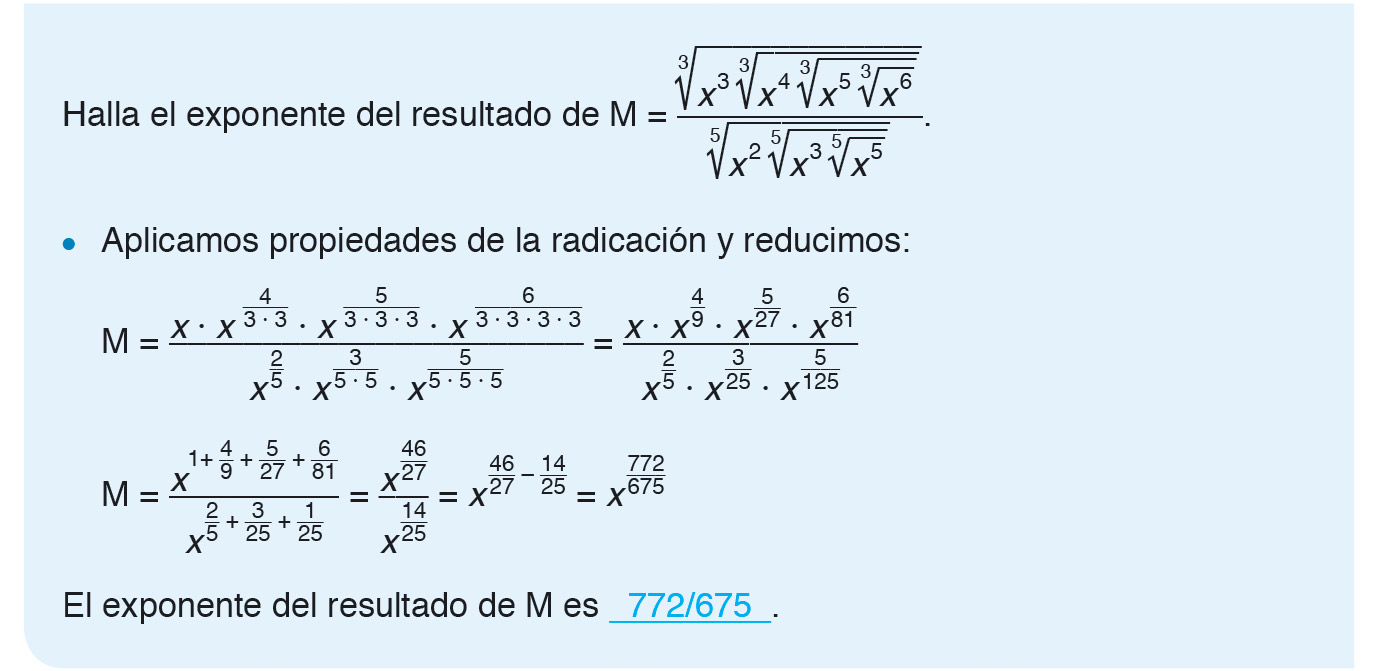 Halla el exponente del resultado de M = $\frac{\sqrt[3]{x^3\sqrt[3]{x^4\sqrt[3]{x^5\sqrt[3]{x^6}}}}}{\sqrt[5]{x^2\sqrt[5]{x^3\sqrt[5]{x^5}}}}$.
• Aplicamos propiedades de la radicación y reducimos:
M = $\frac{x \cdot x^{\frac{4}{3 \cdot 3}} \cdot x^{\frac{5}{3 \cdot 3 \cdot 3}} \cdot x^{\frac{6}{3 \cdot 3 \cdot 3 \cdot 3}}}{x^{\frac{2}{5}} \cdot x^{\frac{3}{5 \cdot 5}} \cdot x^{\frac{5}{5 \cdot 5 \cdot 5}}} = \frac{x \cdot x^{\frac{4}{9}} \cdot x^{\frac{5}{27}} \cdot x^{\frac{6}{81}}}{x^{\frac{2}{5}} \cdot x^{\frac{3}{25}} \cdot x^{\frac{5}{125}}}$
M = $\frac{x^{1+\frac{4}{9}+\frac{5}{27}+\frac{6}{81}}}{x^{\frac{2}{5}+\frac{3}{25}+\frac{1}{25}}} = \frac{x^{\frac{46}{27}}}{x^{\frac{14}{25}}} = x^{\frac{46}{27}-\frac{14}{25}} = x^{\frac{772}{675}}$
El exponente del resultado de M es 772/675.